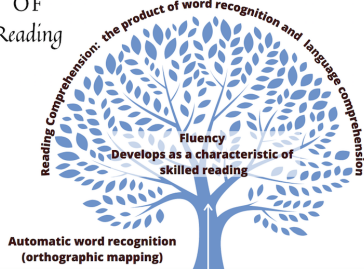 OF
Reading
Reading Comprehension: the product of word recognition and language comprehension
Fluency
Develops as a characteristic of
skilled reading
Automatic word recognition
(orthographic mapping)